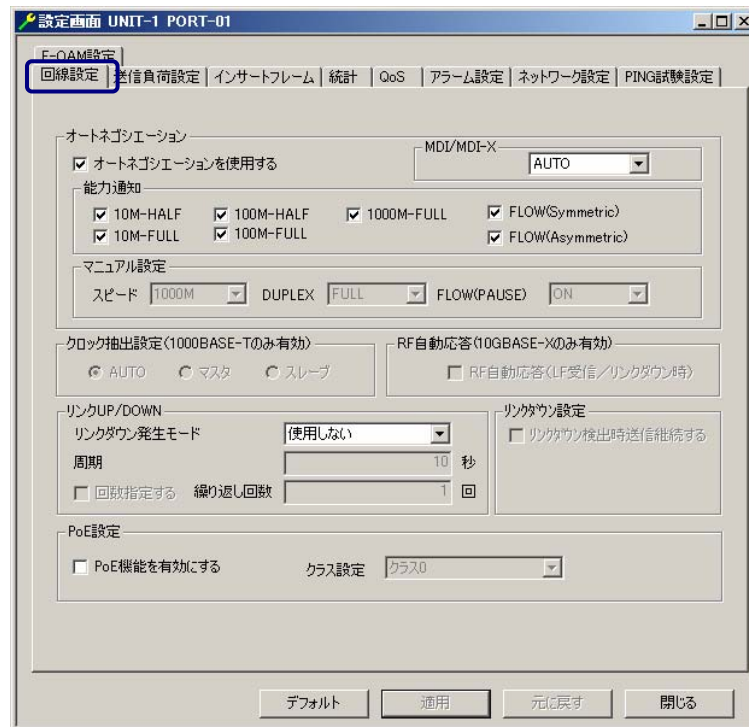 設定画面 UNIT-1 PORT-01
E-OAM設定
回線設定 送信負荷設定 インサートフレーム 統計 QoS アラーム設定 ネットワーク設定 PING試験設定
オートネゴシエーション
MDI/MDI-X
オートネゴシエーションを使用する AUTO
能力通知
10M-HALF 100M-HALF 1000M-FULL FLOW(Symmetric)
10M-FULL 100M-FULL FLOW(Asymmetric)
マニュアル設定
スピード 1000M DUPLEX FULL FLOW(PAUSE) ON
クロック抽出設定(1000BASE-Tのみ有効) RF自動応答(10GBASE-Xのみ有効)
AUTO マスタ スレーブ RF自動応答(LF受信/リンクダウン時)
リンクUP/DOWN リンクダウン設定
リンクダウン発生モード 使用しない リンクダウン検出時送信継続する
周期 10 秒
回数指定する 繰り返し回数 1 回
PoE設定
PoE機能を有効にする クラス設定 クラス0
デフォルト 適用 元に戻す 閉じる